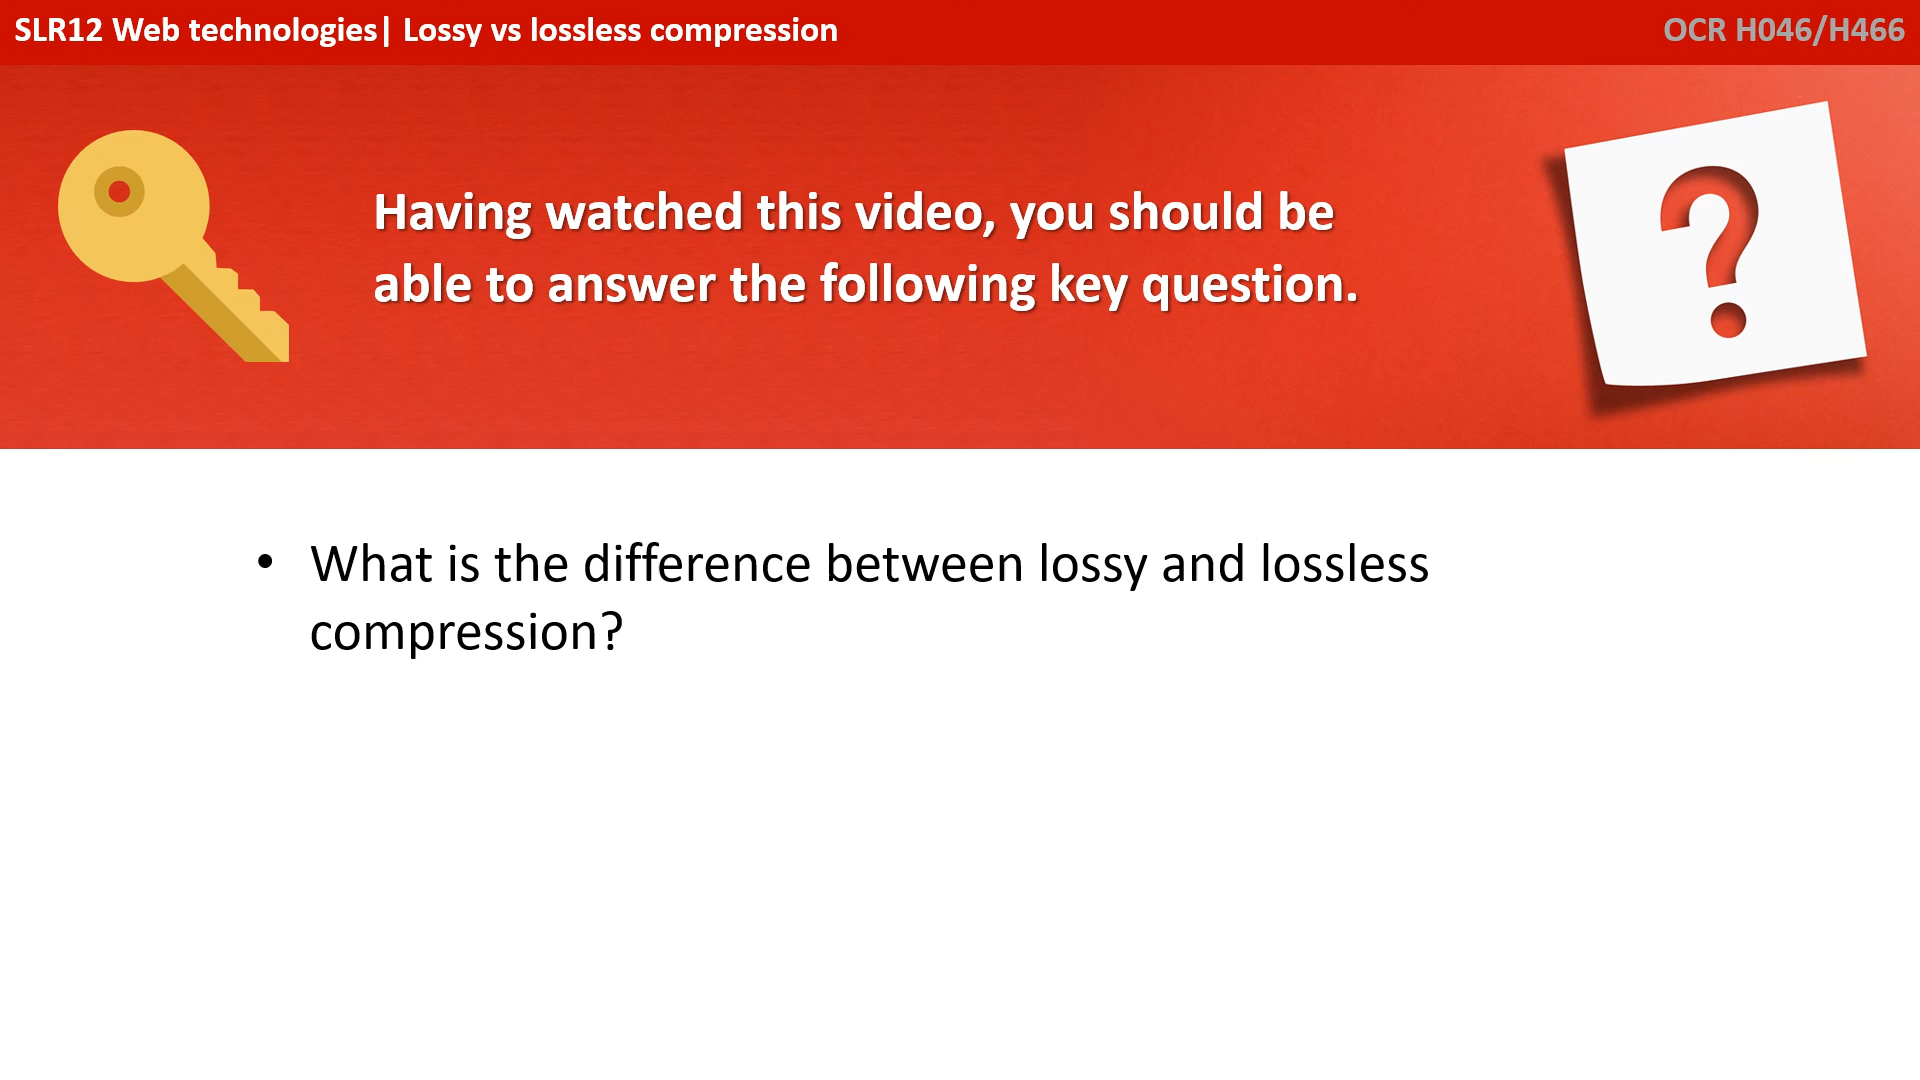 SLR12 Web technologies| Lossy vs lossless compression
OCR H046/H466
Having watched this video, you should be
able to answer the following key question.
?
• What is the difference between lossy and lossless
compression?